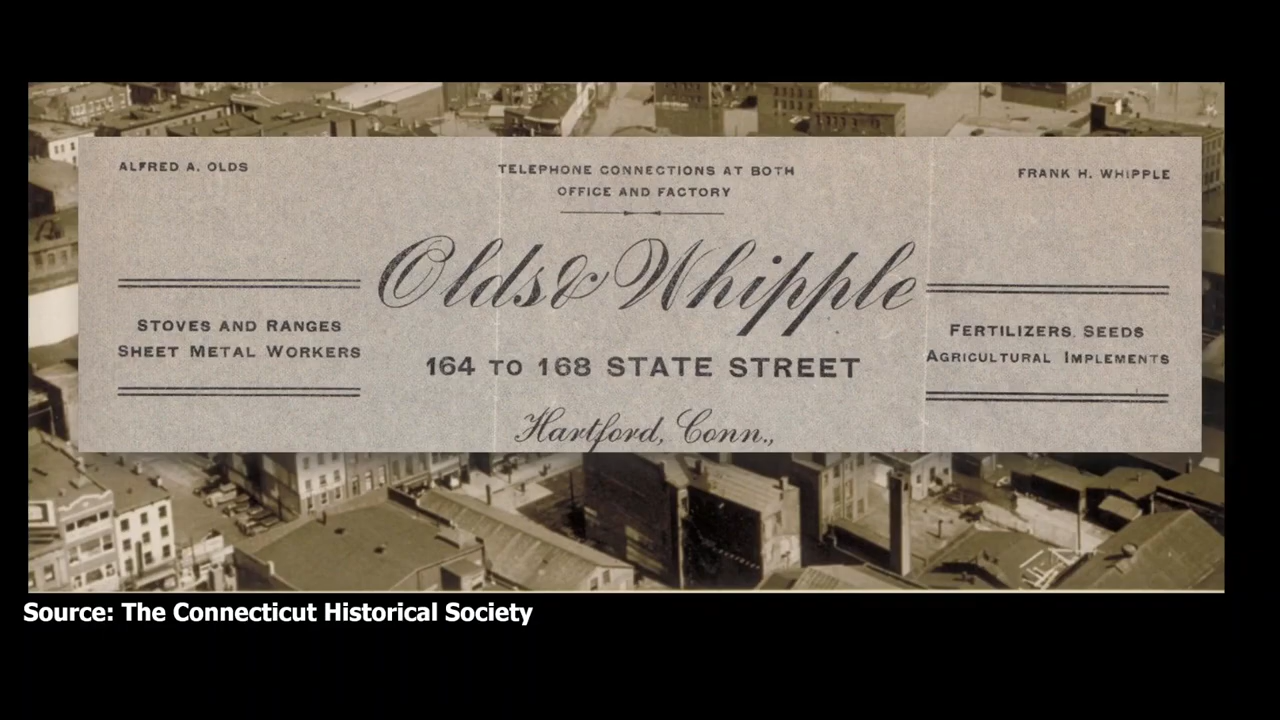 ALFRED A. OLDS
TELEPHONE CONNECTIONS AT BOTH
OFFICE AND FACTORY
FRANK H. WHIPPLE
Olds & Whipple
STOVES AND RANGES
SHEET METAL WORKERS
FERTILIZERS. SEEDS
AGRICULTURAL IMPLEMENTS
164 TO 168 STATE STREET
Hartford, Conn.,
Source: The Connecticut Historical Society